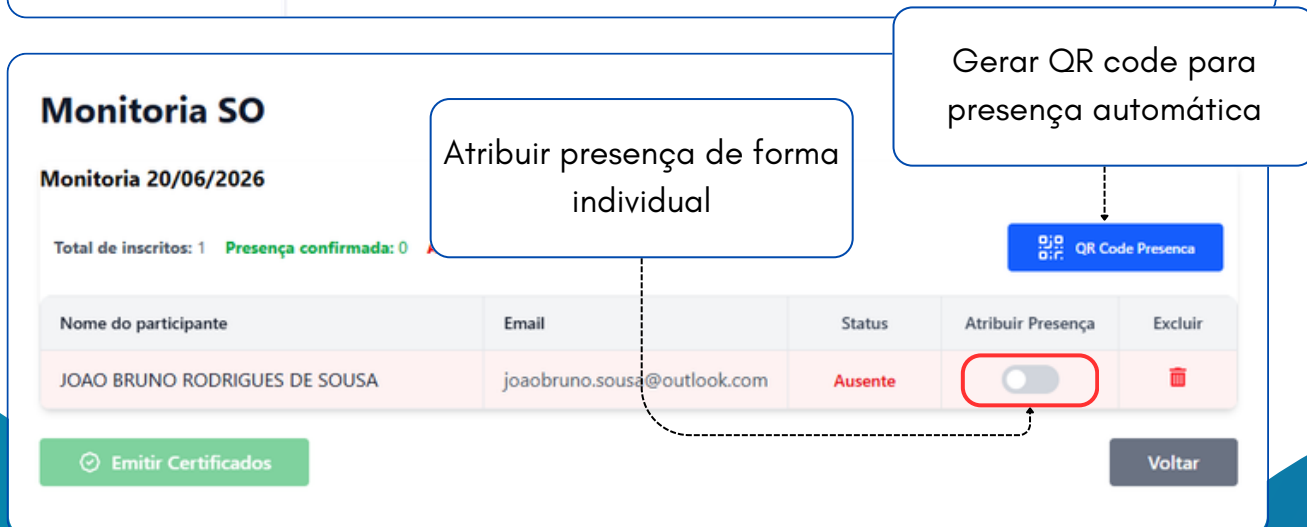 Gerar QR code para
presença automática
Monitoria SO
Atribuir presença de forma
individual
Monitoria 20/06/2026
Total de inscritos: 1 Presença confirmada: 0
QR Code Presenca
Nome do participante Email Status Atribuir Presença Excluir
JOAO BRUNO RODRIGUES DE SOUSA joaobruno.sousa@outlook.com Ausente
Emitir Certificados Voltar